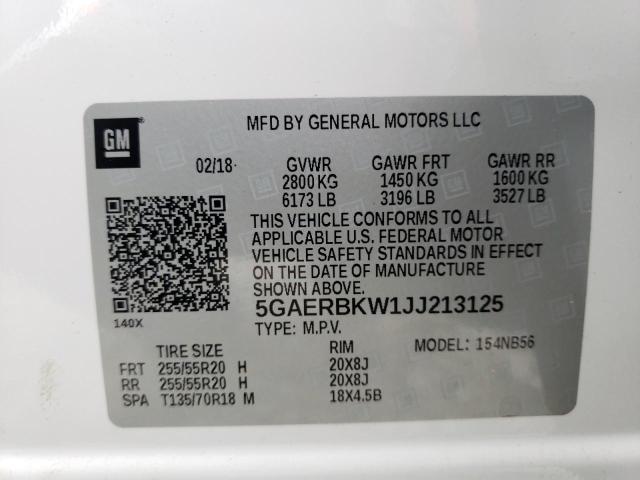 GM
MFD BY GENERAL MOTORS LLC
02/18 GVWR GAWR FRT GAWR RR
2800 KG 1450 KG 1600 KG
6173 LB 3196 LB 3527 LB
THIS VEHICLE CONFORMS TO ALL
APPLICABLE U.S. FEDERAL MOTOR
VEHICLE SAFETY STANDARDS IN EFFECT
ON THE DATE OF MANUFACTURE
SHOWN ABOVE.
5GAERBKW1JJ213125
140X
TYPE: M.P.V.
TIRE SIZE RIM MODEL: 154NB56
FRT 255/55R20 H 20X8J
RR 255/55R20 H 20X8J
SPA T135/70R18 M 18X4.5B